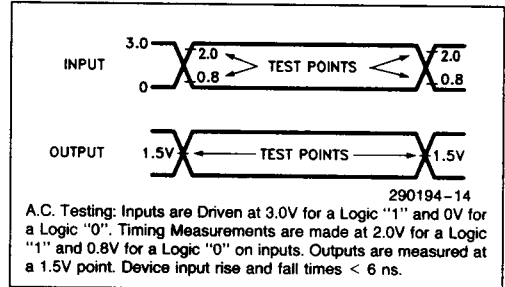 3.0
INPUT
2.0
TEST POINTS
2.0
0.8
0.8
0
OUTPUT
1.5V
TEST POINTS
1.5V
290194-14
A.C. Testing: Inputs are Driven at 3.0V for a Logic "1" and 0V for
a Logic "0". Timing Measurements are made at 2.0V for a Logic
"1" and 0.8V for a Logic "0" on inputs. Outputs are measured at
a 1.5V point. Device input rise and fall times < 6 ns.